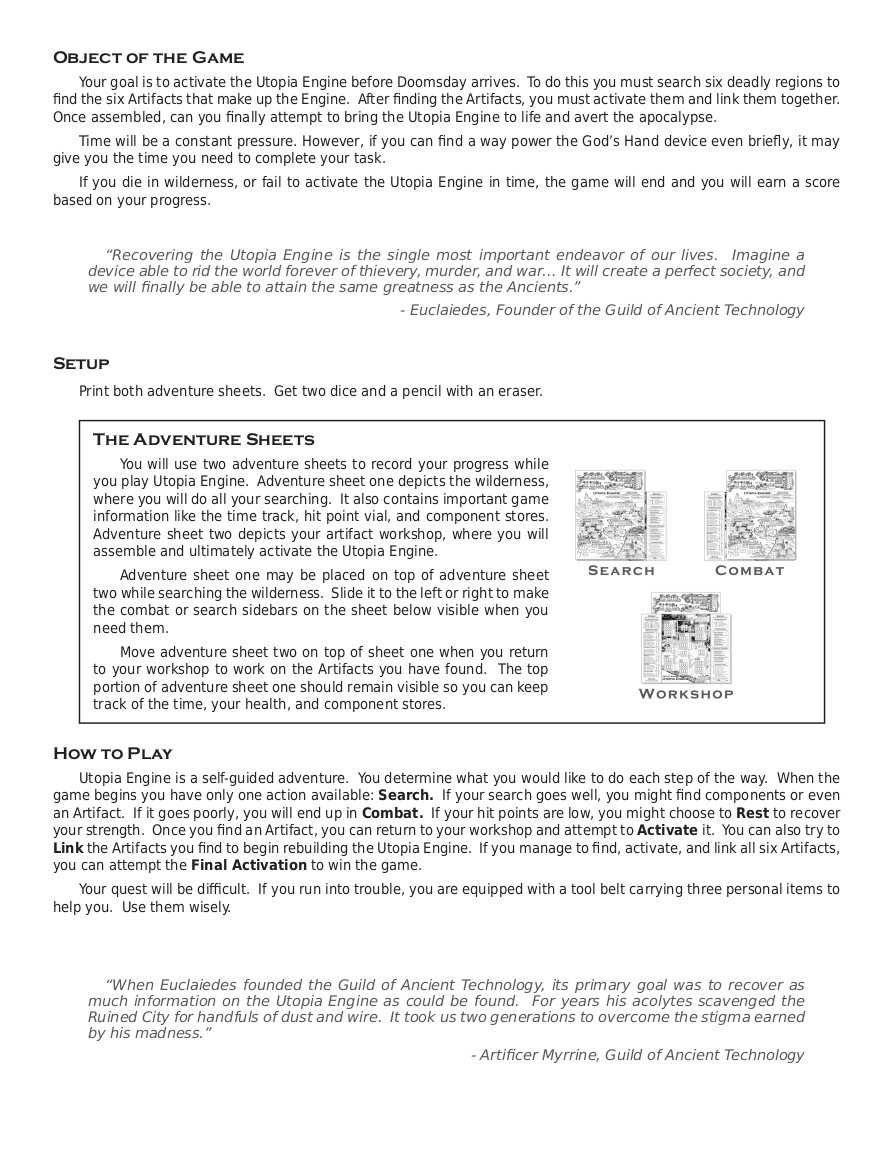 Object of the Game
Your goal is to activate the Utopia Engine before Doomsday arrives.  To do this you must search six deadly regions to
find the six Artifacts that make up the Engine.  After finding the Artifacts, you must activate them and link them together.
Once assembled, can you finally attempt to bring the Utopia Engine to life and avert the apocalypse.
Time will be a constant pressure. However, if you can find a way power the God’s Hand device even briefly, it may
give you the time you need to complete your task.
If you die in wilderness, or fail to activate the Utopia Engine in time, the game will end and you will earn a score
based on your progress.
“Recovering the Utopia Engine is the single most important endeavor of our lives.  Imagine a
device able to rid the world forever of thievery, murder, and war… It will create a perfect society, and
we will finally be able to attain the same greatness as the Ancients.”
- Euclaiedes, Founder of the Guild of Ancient Technology
Setup
Print both adventure sheets.  Get two dice and a pencil with an eraser.
The Adventure Sheets
You will use two adventure sheets to record your progress while
you play Utopia Engine.  Adventure sheet one depicts the wilderness,
where you will do all your searching.  It also contains important game
information like the time track, hit point vial, and component stores.
Adventure sheet two depicts your artifact workshop, where you will
assemble and ultimately activate the Utopia Engine.
Adventure sheet one may be placed on top of adventure sheet
two while searching the wilderness.  Slide it to the left or right to make
the combat or search sidebars on the sheet below visible when you
need them.
Move adventure sheet two on top of sheet one when you return
to your workshop to work on the Artifacts you have found.  The top
portion of adventure sheet one should remain visible so you can keep
track of the time, your health, and component stores.
Search
Combat
Workshop
How to Play
Utopia Engine is a self-guided adventure.  You determine what you would like to do each step of the way.  When the
game begins you have only one action available: Search.  If your search goes well, you might find components or even
an Artifact.  If it goes poorly, you will end up in Combat.  If your hit points are low, you might choose to Rest to recover
your strength.  Once you find an Artifact, you can return to your workshop and attempt to Activate it.  You can also try to
Link the Artifacts you find to begin rebuilding the Utopia Engine.  If you manage to find, activate, and link all six Artifacts,
you can attempt the Final Activation to win the game.
Your quest will be difficult.  If you run into trouble, you are equipped with a tool belt carrying three personal items to
help you.  Use them wisely.
“When Euclaiedes founded the Guild of Ancient Technology, its primary goal was to recover as
much information on the Utopia Engine as could be found.  For years his acolytes scavenged the
Ruined City for handfuls of dust and wire.  It took us two generations to overcome the stigma earned
by his madness.”
- Artificer Myrrine, Guild of Ancient Technology